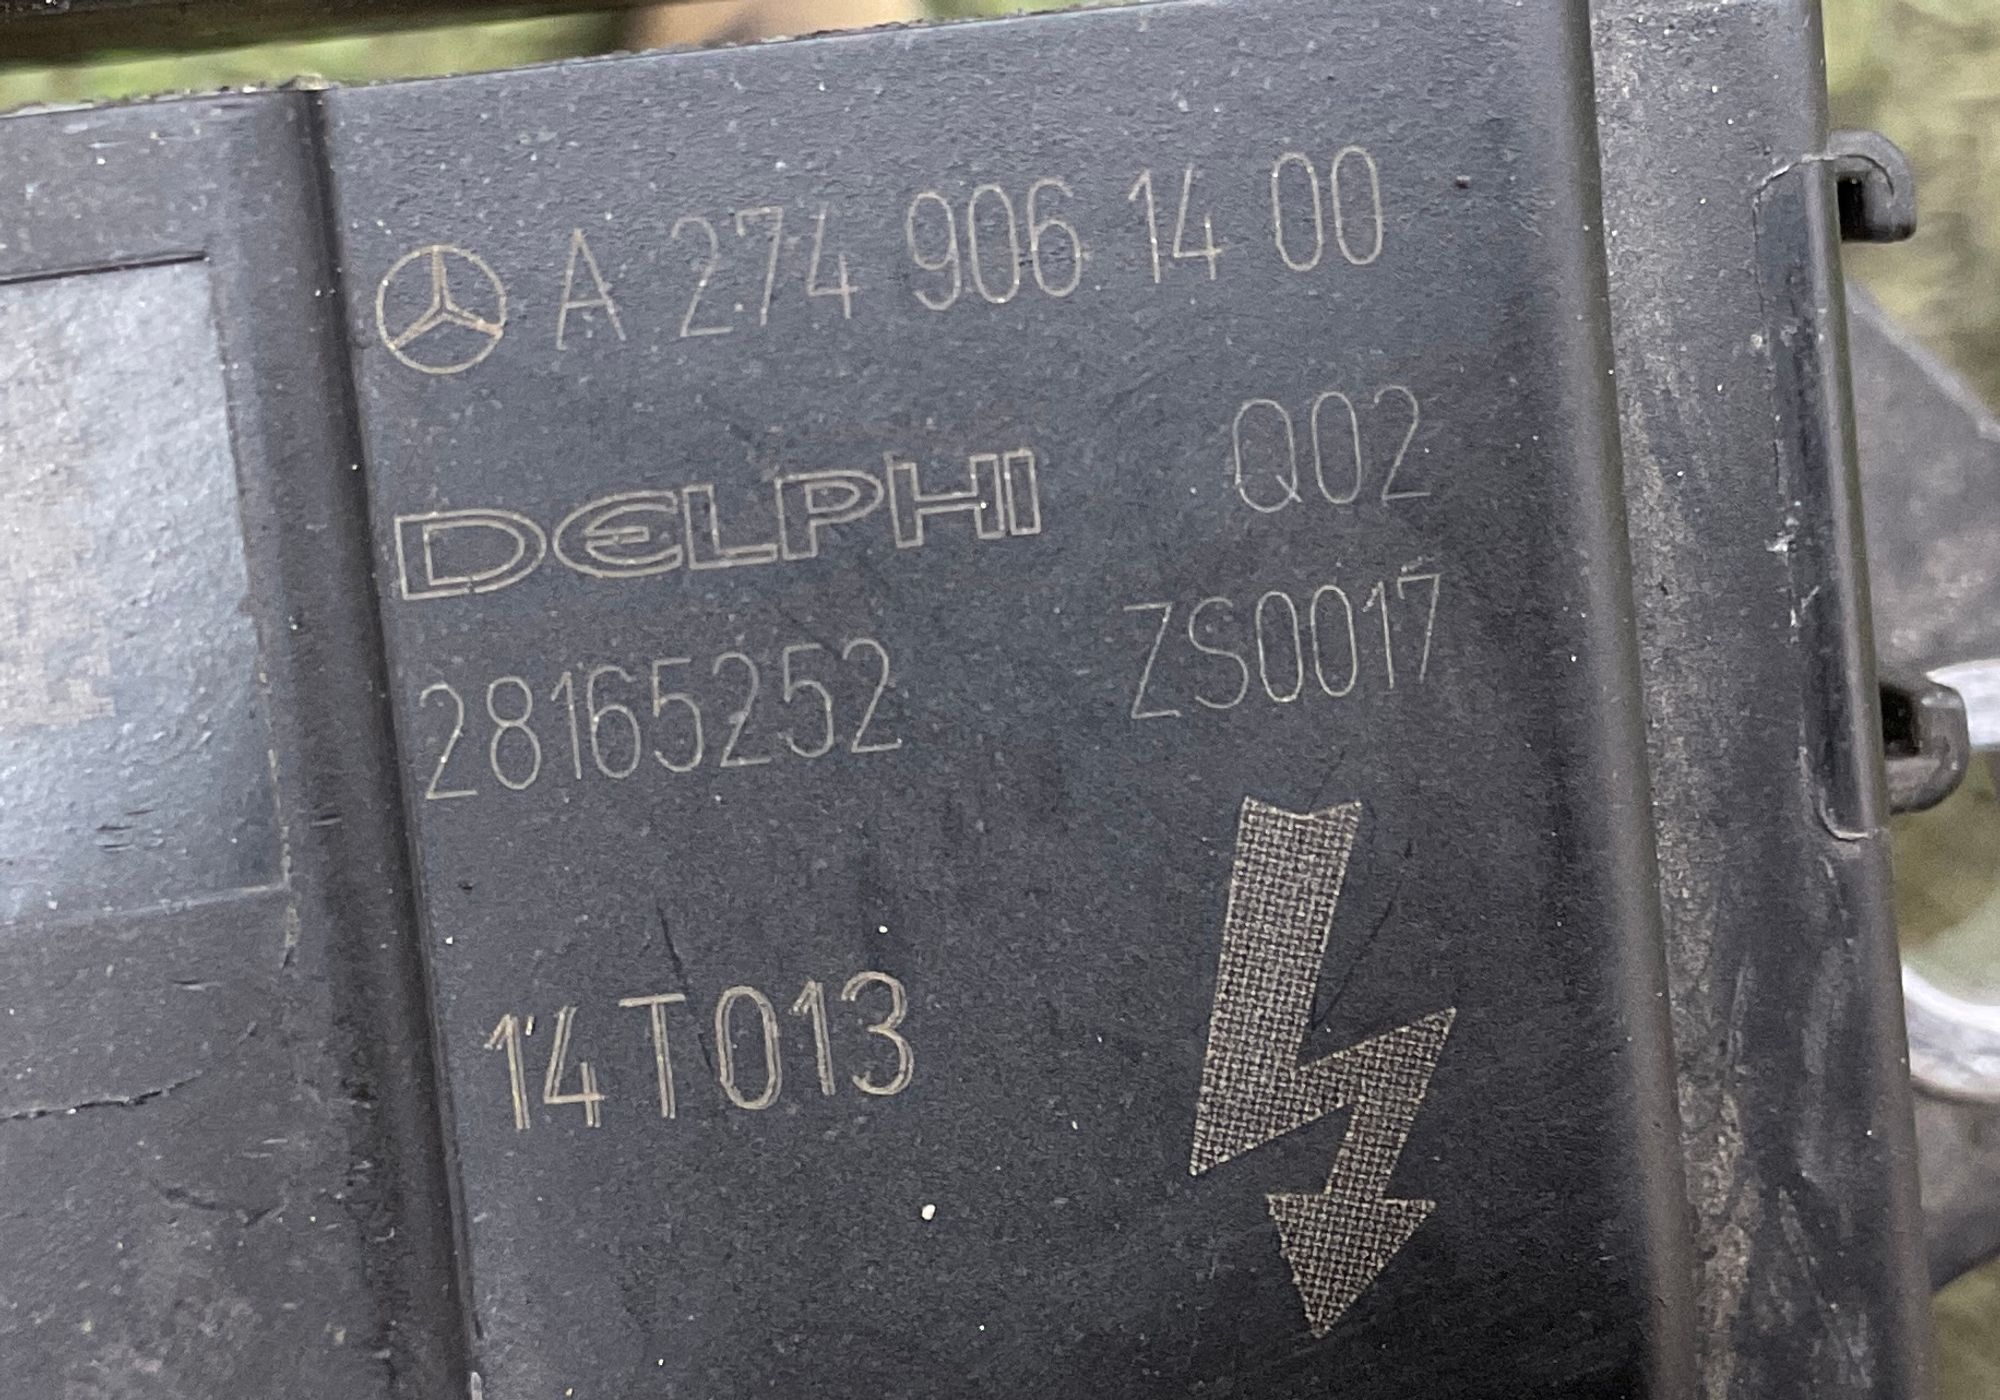 A 274 906 14 00
DELPHI Q02
28165252 ZS0017
14T013